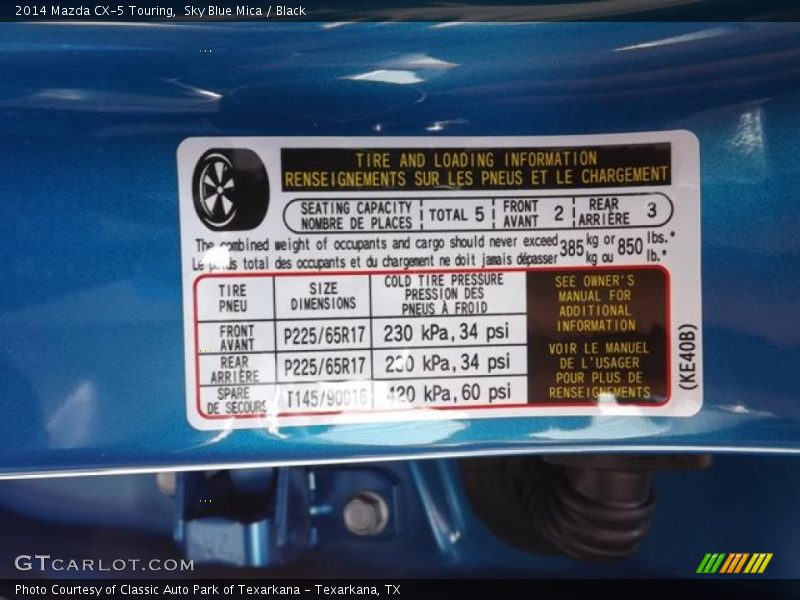 2014 Mazda CX-5 Touring, Sky Blue Mica / Black
TIRE AND LOADING INFORMATION
RENSEIGNEMENTS SUR LES PNEUS ET LE CHARGEMENT
SEATING CAPACITY
NOMBRE DE PLACES
TOTAL 5
FRONT
AVANT
2
REAR
ARRIÈRE
3
The combined weight of occupants and cargo should never exceed 385 kg or 850 lbs.*
Le poids total des occupants et du chargement ne doit jamais dépasser kg ou lb.*
TIRE
PNEU
SIZE
DIMENSIONS
COLD TIRE PRESSURE
PRESSION DES
PNEUS À FROID
FRONT
AVANT
P225/65R17
230 kPa, 34 psi
REAR
ARRIÈRE
P225/65R17
230 kPa, 34 psi
SPARE
DE SECOURS
T145/90D16
420 kPa, 60 psi
SEE OWNER'S
MANUAL FOR
ADDITIONAL
INFORMATION
VOIR LE MANUEL
DE L'USAGER
POUR PLUS DE
RENSEIGNEMENTS
(KE40B)
GTCARLOT.COM
Photo Courtesy of Classic Auto Park of Texarkana - Texarkana, TX